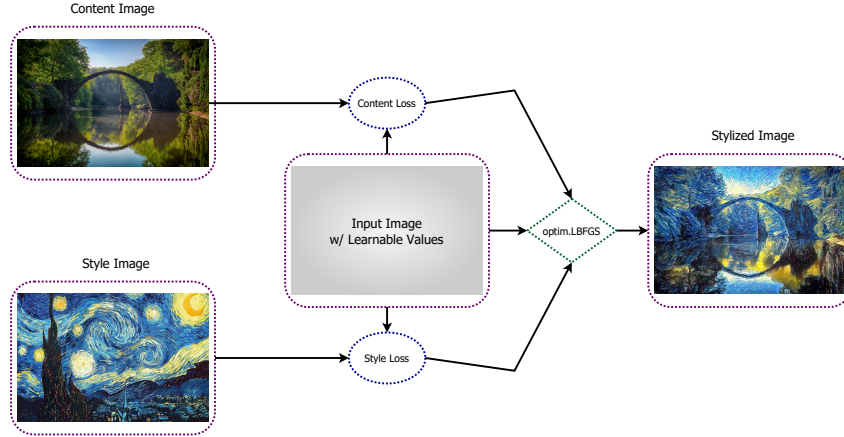 Content Image
Content Loss
Stylized Image
Input Image
w/ Learnable Values
optim.LBFGS
Style Image
Style Loss